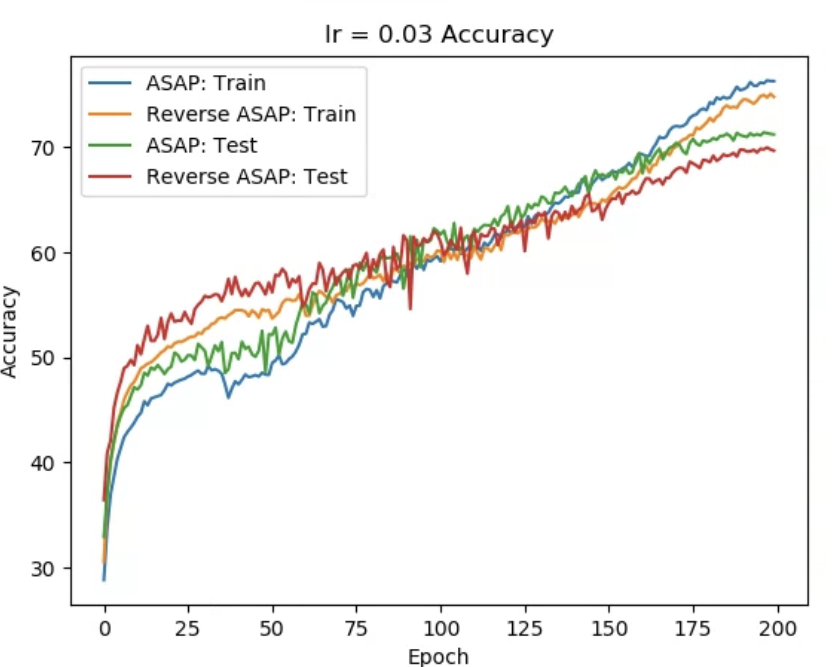 lr = 0.03 Accuracy
ASAP: Train
Reverse ASAP: Train
ASAP: Test
Reverse ASAP: Test
70
60
50
40
30
Accuracy
0 25 50 75 100 125 150 175 200
Epoch